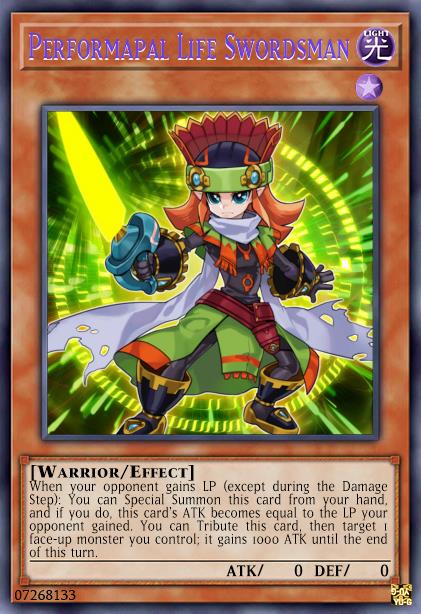 PERFORMAPAL LIFE SWORDSMAN
LIGHT
光
[WARRIOR/EFFECT]
When your opponent gains LP (except during the Damage
Step): You can Special Summon this card from your hand,
and if you do, this card's ATK becomes equal to the LP your
opponent gained. You can Tribute this card, then target 1
face-up monster you control; it gains 1000 ATK until the end
of this turn.
ATK/ 0 DEF/ 0
07268133